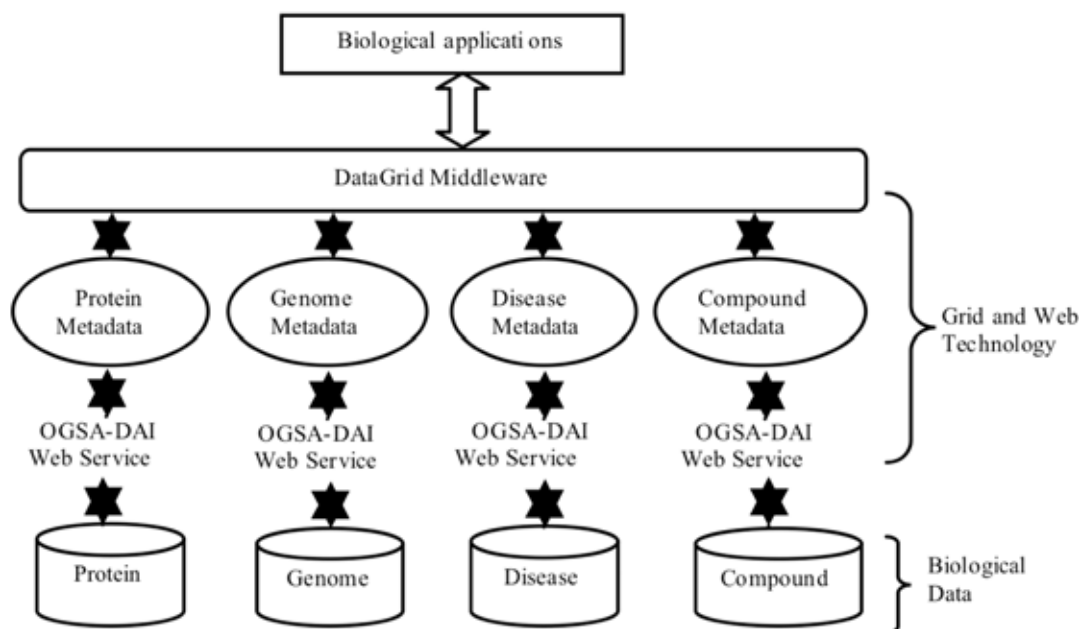 Biological applications
DataGrid Middleware
Protein
Metadata
Genome
Metadata
Disease
Metadata
Compound
Metadata
Grid and Web
Technology
OGSA-DAI
Web Service
OGSA-DAI
Web Service
OGSA-DAI
Web Service
OGSA-DAI
Web Service
Protein
Genome
Disease
Compound
Biological
Data